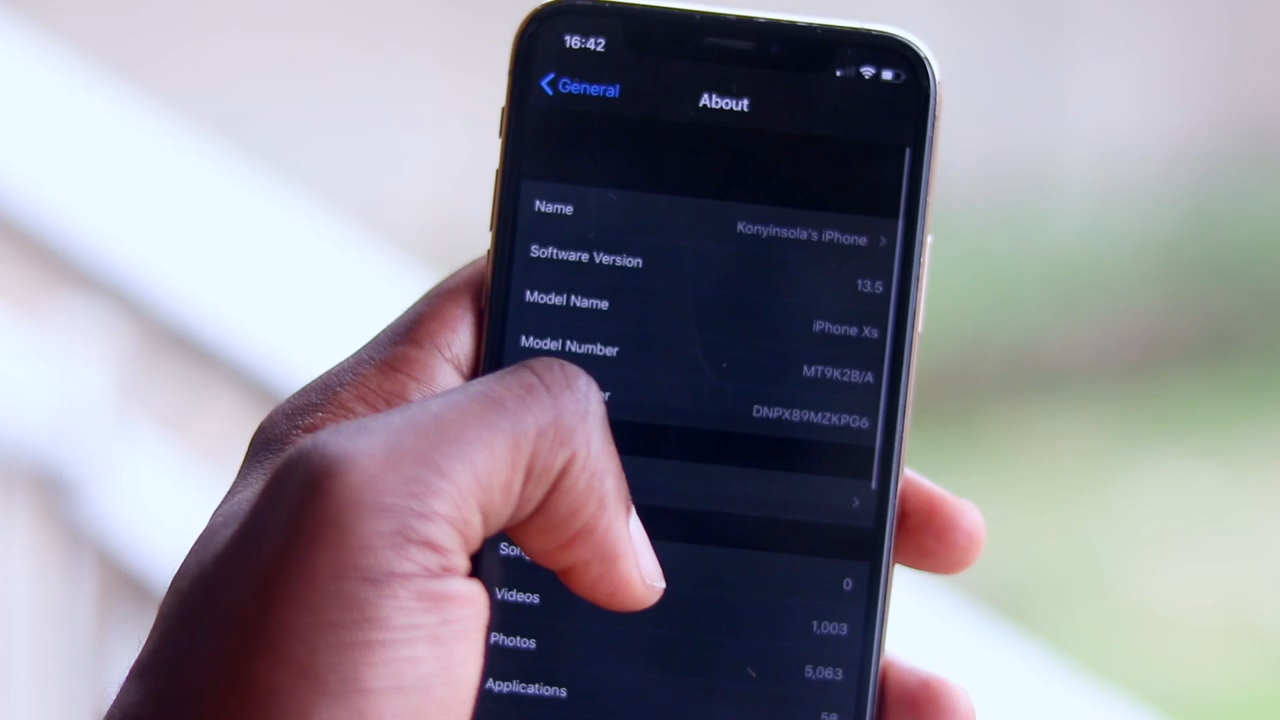 16:42
General
About
Name
Konyinsola's iPhone
Software Version
13.5
Model Name
iPhone Xs
Model Number
MT9K2B/A
DNPX89MZKPG6
0
Videos
1,003
Photos
5,063
Applications
58